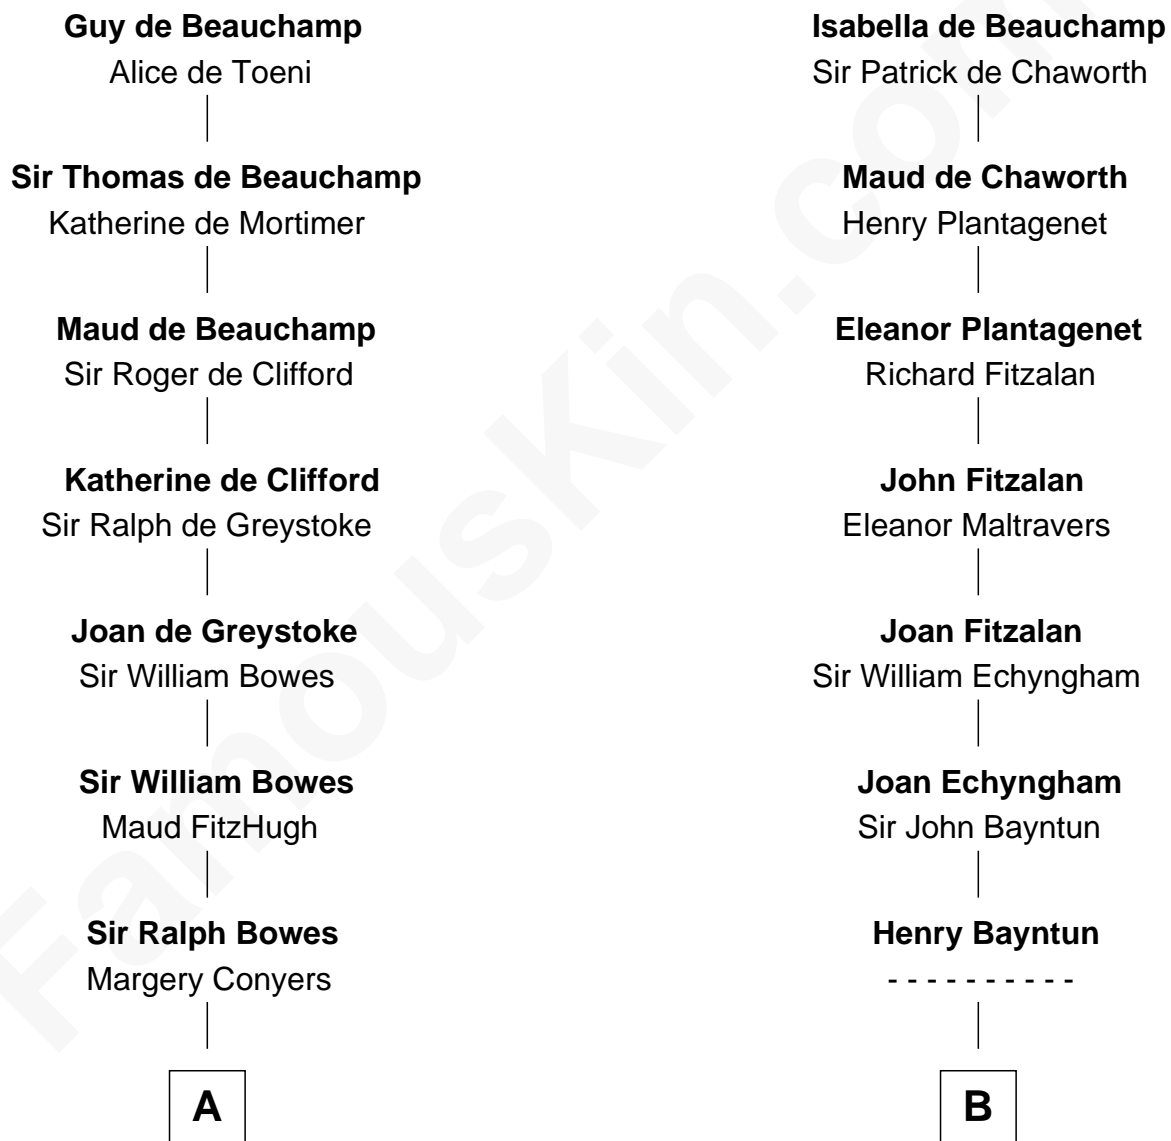 Guy de Beauchamp
Alice de Toeni
Sir Thomas de Beauchamp
Katherine de Mortimer
Maud de Beauchamp
Sir Roger de Clifford
Katherine de Clifford
Sir Ralph de Greystoke
Joan de Greystoke
Sir William Bowes
Sir William Bowes
Maud FitzHugh
Sir Ralph Bowes
Margery Conyers
A
Isabella de Beauchamp
Sir Patrick de Chaworth
Maud de Chaworth
Henry Plantagenet
Eleanor Plantagenet
Richard Fitzalan
John Fitzalan
Eleanor Maltravers
Joan Fitzalan
Sir William Echyngham
Joan Echyngham
Sir John Bayntun
Henry Bayntun
- - - - - - - - - -
B
FamousKin.com